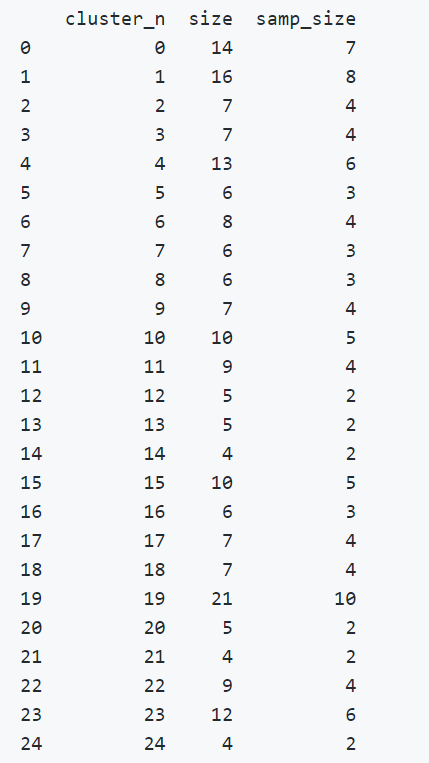 cluster_n size samp_size
0 0 14 7
1 1 16 8
2 2 7 4
3 3 7 4
4 4 13 6
5 5 6 3
6 6 8 4
7 7 6 3
8 8 6 3
9 9 7 4
10 10 10 5
11 11 9 4
12 12 5 2
13 13 5 2
14 14 4 2
15 15 10 5
16 16 6 3
17 17 7 4
18 18 7 4
19 19 21 10
20 20 5 2
21 21 4 2
22 22 9 4
23 23 12 6
24 24 4 2